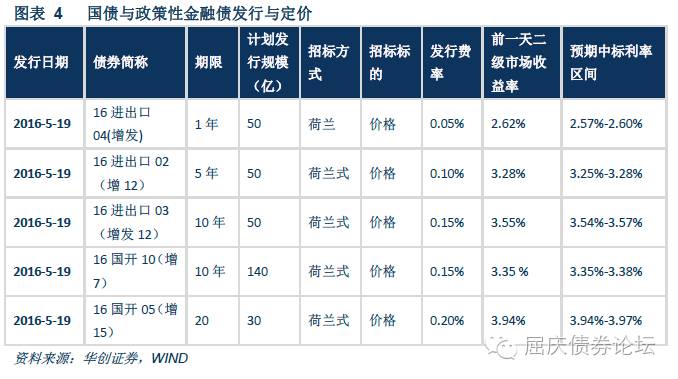 图表 4 国债与政策性金融债发行与定价
发行日期 债券简称 期限 计划发行规模（亿） 招标方式 招标标的 发行费率 前一天二级市场收益率 预期中标利率区间
2016-5-19 16 进出口 04(增发) 1 年 50 荷兰 价格 0.05% 2.62% 2.57%-2.60%
2016-5-19 16 进出口 02（增 12） 5 年 50 荷兰式 价格 0.10% 3.28% 3.25%-3.28%
2016-5-19 16 进出口 03（增发 12） 10 年 50 荷兰式 价格 0.15% 3.55% 3.54%-3.57%
2016-5-19 16 国开 10（增 7） 10 年 140 荷兰式 价格 0.15% 3.35 % 3.35%-3.38%
2016-5-19 16 国开 05（增 15） 20 30 荷兰式 价格 0.20% 3.94% 3.94%-3.97%
资料来源：华创证券，WIND
屈庆债券论坛